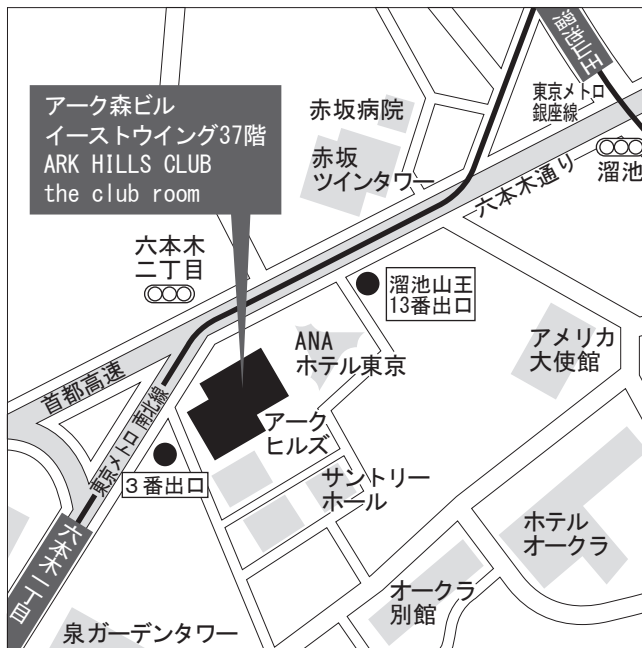 溜池山王
アーク森ビル
イーストウイング37階
ARK HILLS CLUB
the club room
赤坂病院
赤坂
ツインタワー
東京メトロ
銀座線
溜池
六本木通り
六本木
二丁目
溜池山王
13番出口
ANA
ホテル東京
アメリカ
大使館
首都高速
東京メトロ 南北線
アーク
ヒルズ
3番出口
サントリー
ホール
六本木一丁目
ホテル
オークラ
オークラ
別館
泉ガーデンタワー